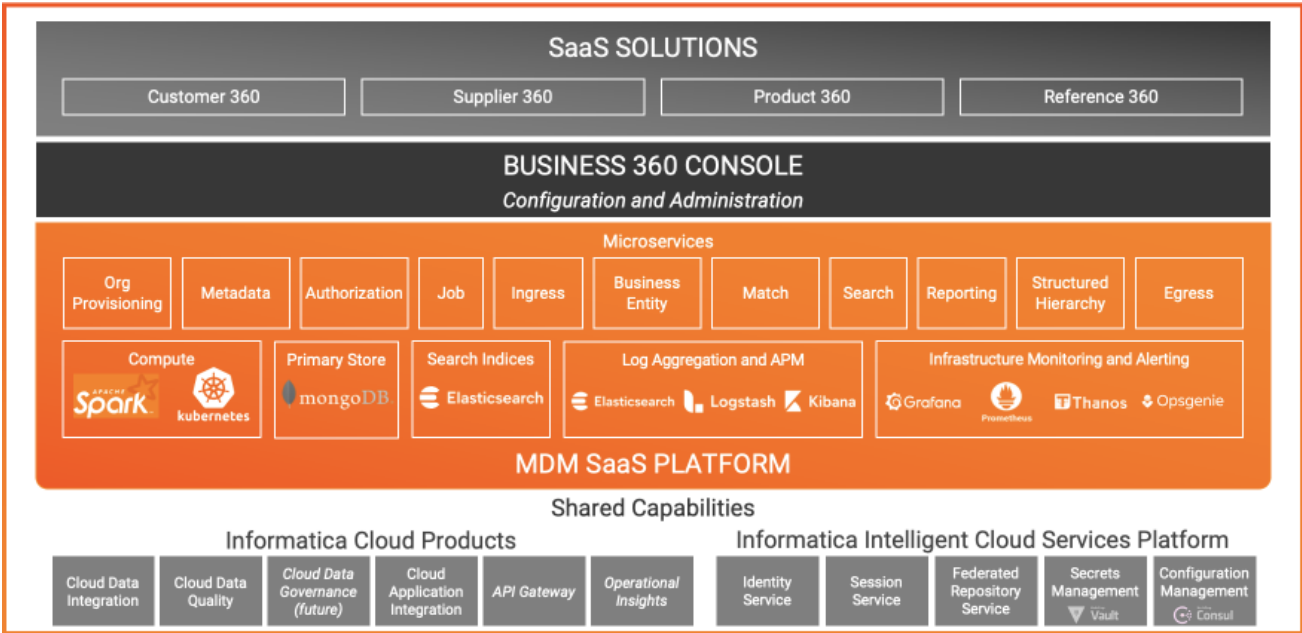 SaaS SOLUTIONS
Customer 360
Supplier 360
Product 360
Reference 360
BUSINESS 360 CONSOLE
Configuration and Administration
Microservices
Org
Provisioning
Metadata
Authorization
Job
Ingress
Business
Entity
Match
Search
Reporting
Structured
Hierarchy
Egress
Compute
APACHE
Spark
kubernetes
Primary Store
mongoDB
Search Indices
Elasticsearch
Log Aggregation and APM
Elasticsearch
Logstash
Kibana
Infrastructure Monitoring and Alerting
Grafana
Prometheus
Thanos
Opsgenie
MDM SaaS PLATFORM
Shared Capabilities
Informatica Cloud Products
Cloud Data
Integration
Cloud Data
Quality
Cloud Data
Governance
(future)
Cloud
Application
Integration
API Gateway
Operational
Insights
Informatica Intelligent Cloud Services Platform
Identity
Service
Session
Service
Federated
Repository
Service
Secrets
Management
Vault
Configuration
Management
Consul